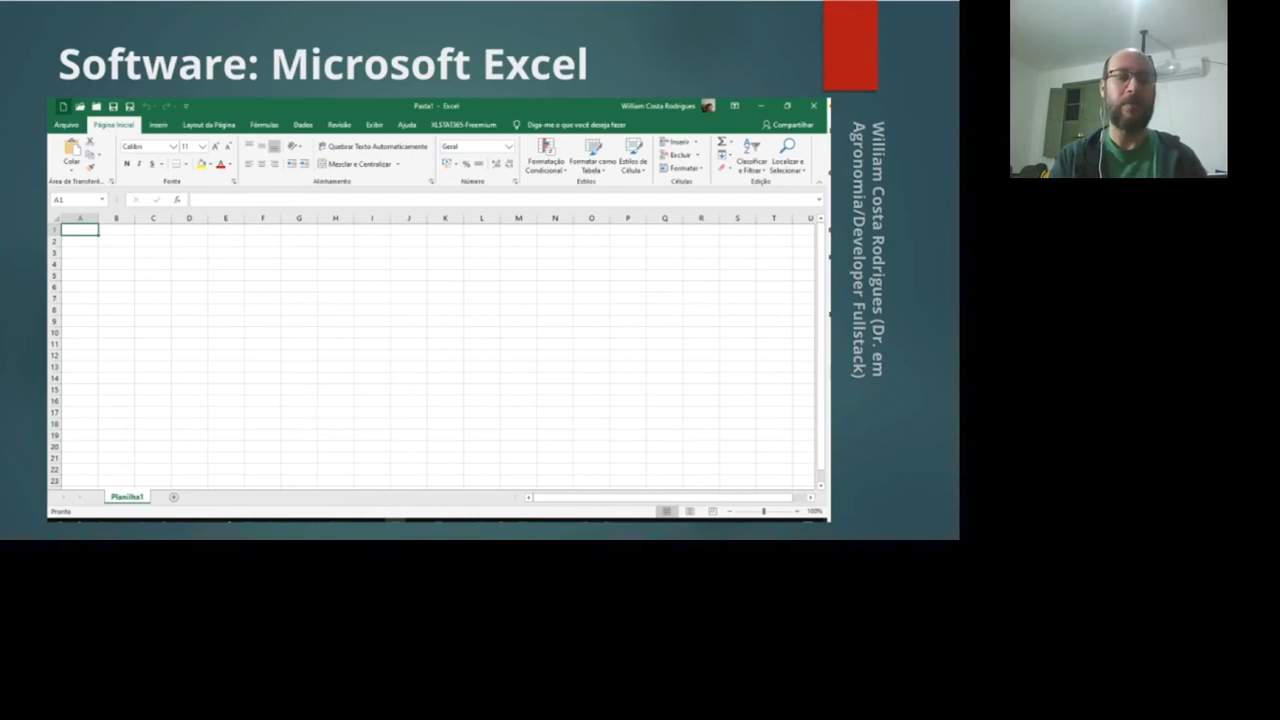 Software: Microsoft Excel
Pasta1 - Excel
William Costa Rodrigues
Arquivo Página Inicial Inserir Layout da Página Fórmulas Dados Revisão Exibir Ajuda XLSTAT365-Freemium Diga-me o que você deseja fazer Compartilhar
Colar
Calibri 11
N I S
Quebrar Texto Automaticamente
Mesclar e Centralizar
Geral
Formatação Condicional
Formatar como Tabela
Estilos de Célula
Inserir
Excluir
Formatar
Classificar e Filtrar
Localizar e Selecionar
Área de Transferê... Fonte Alinhamento Número Estilos Células Edição
A1 fx
A B C D E F G H I J K L M N O P Q R S T U
1
2
3
4
5
6
7
8
9
10
11
12
13
14
15
16
17
18
19
20
21
22
23
Planilha1
Pronto
100%
William Costa Rodrigues (Dr. em
Agronomia/Developer Fullstack)